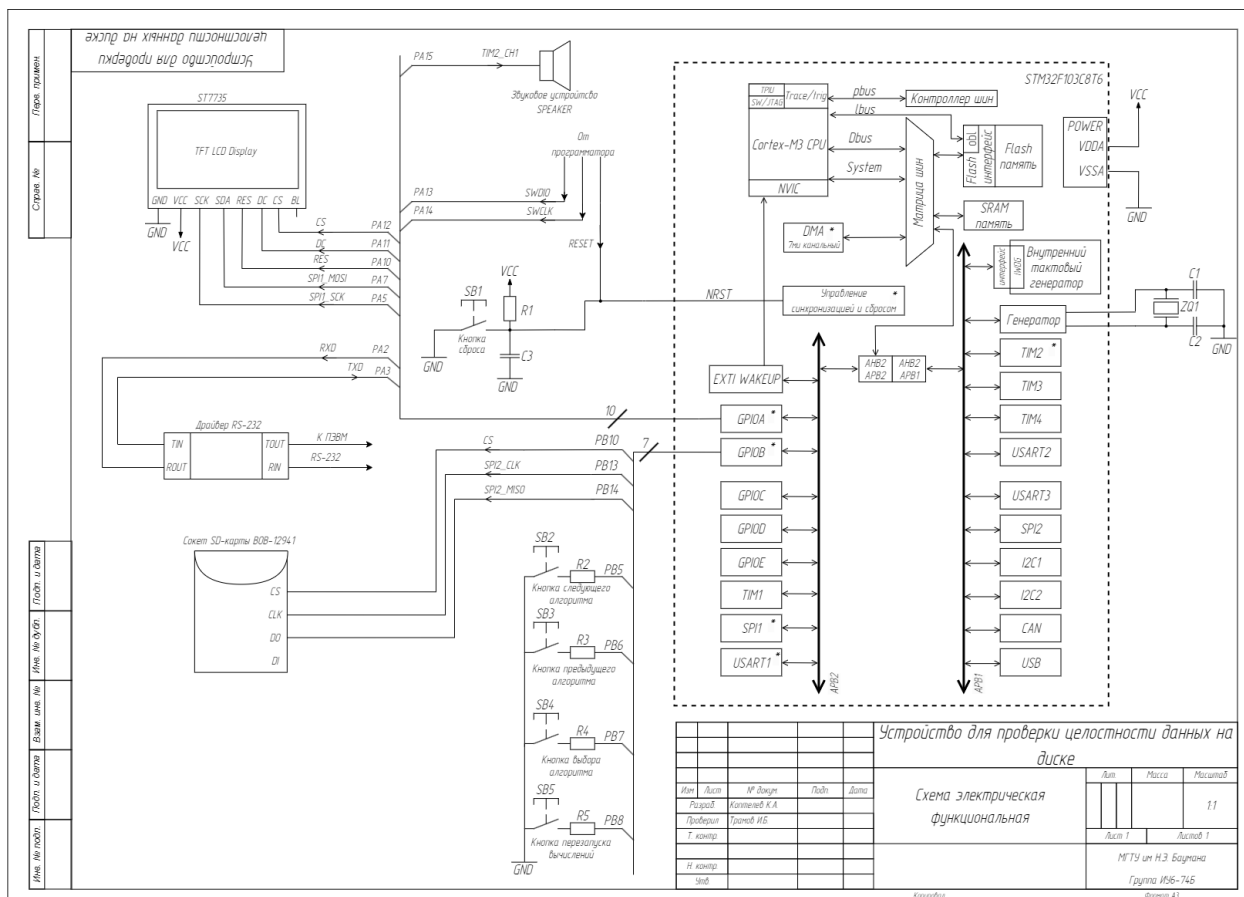 Перв. примен.
Справ. №
Подп. и дата
Инв. № дубл.
Взам. инв. №
Подп. и дата
Инв. № подл.
Устройство для проверки
целостности данных на диске
ST7735
TFT LCD Display
GND VCC SCK SDA RES DC CS BL
GND
VCC
PA15
TIM2_CH1
Звуковое устройство
SPEAKER
От
программатора
PA13
SWDIO
PA14
SWCLK
RESET
CS
PA12
DC
PA11
RES
PA10
SPI1_MOSI
PA7
SPI1_SCK
PA5
VCC
SB1
R1
Кнопка
сброса
C3
GND
GND
NRST
RXD
PA2
TXD
PA3
Драйвер RS-232
TIN
TOUT
К ПЭВМ
ROUT
RIN
RS-232
10
7
CS
PB10
SPI2_CLK
PB13
SPI2_MISO
PB14
Сокет SD-карты BOB-12941
CS
CLK
DO
DI
SB2
R2
PB5
Кнопка следующего
алгоритма
SB3
R3
PB6
Кнопка предыдущего
алгоритма
SB4
R4
PB7
Кнопка выбора
алгоритма
SB5
R5
PB8
Кнопка перезапуска
вычислений
GND
STM32F103C8T6
TPIU
SW/JTAG
Trace/trig
pbus
Контроллер шин
Ibus
Cortex-M3 CPU
Dbus
System
NVIC
Матрица шин
Flash obl
интерфейс
Flash
память
SRAM
память
DMA *
7ми канальный
POWER
VDDA
VSSA
VCC
GND
интерфейс
IWDG
Внутренний
тактовый
генератор
Управление *
синхронизацией и сбросом
Генератор
C1
ZQ1
C2
GND
AHB2
APB2
AHB2
APB1
EXTI WAKEUP
GPIOA *
GPIOB *
GPIOC
GPIOD
GPIOE
TIM1
SPI1 *
USART1 *
APB2
TIM2 *
TIM3
TIM4
USART2
USART3
SPI2
I2C1
I2C2
CAN
USB
APB1
Устройство для проверки целостности данных на
диске
Изм Лист № докум. Подп. Дата
Разраб. Коптелев К.А.
Проверил Трамов И.Б.
Т. контр.
Н. контр.
Утв.
Схема электрическая
функциональная
Лит. Масса Масштаб
1:1
Лист 1 Листов 1
МГТУ им Н.Э. Баумана
Группа ИУ6-74Б
Копировал
Формат А3